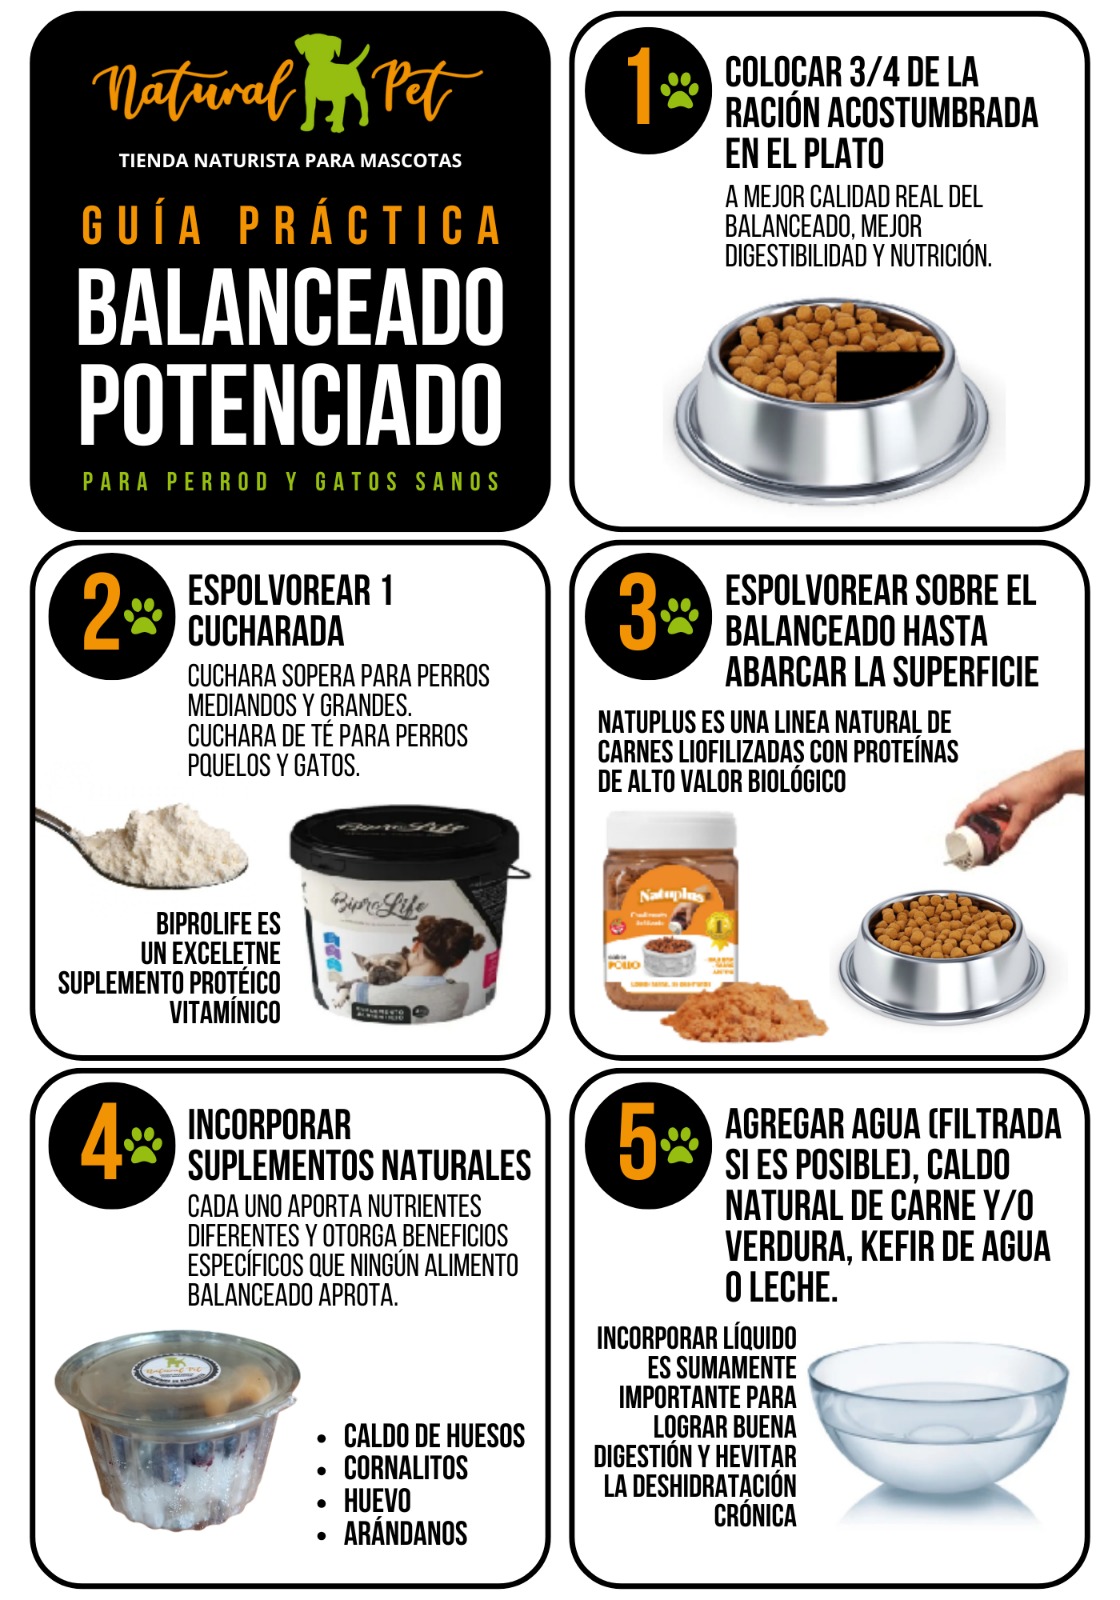 Natural Pet
TIENDA NATURISTA PARA MASCOTAS
GUÍA PRÁCTICA
BALANCEADO
POTENCIADO
PARA PERROD Y GATOS SANOS
1
COLOCAR 3/4 DE LA
RACIÓN ACOSTUMBRADA
EN EL PLATO
A MEJOR CALIDAD REAL DEL
BALANCEADO, MEJOR
DIGESTIBILIDAD Y NUTRICIÓN.
2
ESPOLVOREAR 1
CUCHARADA
CUCHARA SOPERA PARA PERROS
MEDIANDOS Y GRANDES.
CUCHARA DE TÉ PARA PERROS
PQUELOS Y GATOS.
BIPROLIFE ES
UN EXCELETNE
SUPLEMENTO PROTÉICO
VITAMÍNICO
BiproLife
BiproLife
3
ESPOLVOREAR SOBRE EL
BALANCEADO HASTA
ABARCAR LA SUPERFICIE
NATUPLUS ES UNA LINEA NATURAL DE
CARNES LIOFILIZADAS CON PROTEÍNAS
DE ALTO VALOR BIOLÓGICO
Natuplus
POLLO
4
INCORPORAR
SUPLEMENTOS NATURALES
CADA UNO APORTA NUTRIENTES
DIFERENTES Y OTORGA BENEFICIOS
ESPECÍFICOS QUE NINGÚN ALIMENTO
BALANCEADO APROTA.
Natural Pet
• CALDO DE HUESOS
• CORNALITOS
• HUEVO
• ARÁNDANOS
5
AGREGAR AGUA (FILTRADA
SI ES POSIBLE), CALDO
NATURAL DE CARNE Y/O
VERDURA, KEFIR DE AGUA
O LECHE.
INCORPORAR LÍQUIDO
ES SUMAMENTE
IMPORTANTE PARA
LOGRAR BUENA
DIGESTIÓN Y HEVITAR
LA DESHIDRATACIÓN
CRÓNICA